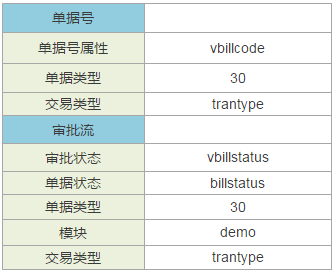 单据号
单据号属性 vbillcode
单据类型 30
交易类型 trantype
审批流
审批状态 vbillstatus
单据状态 billstatus
单据类型 30
模块 demo
交易类型 trantype